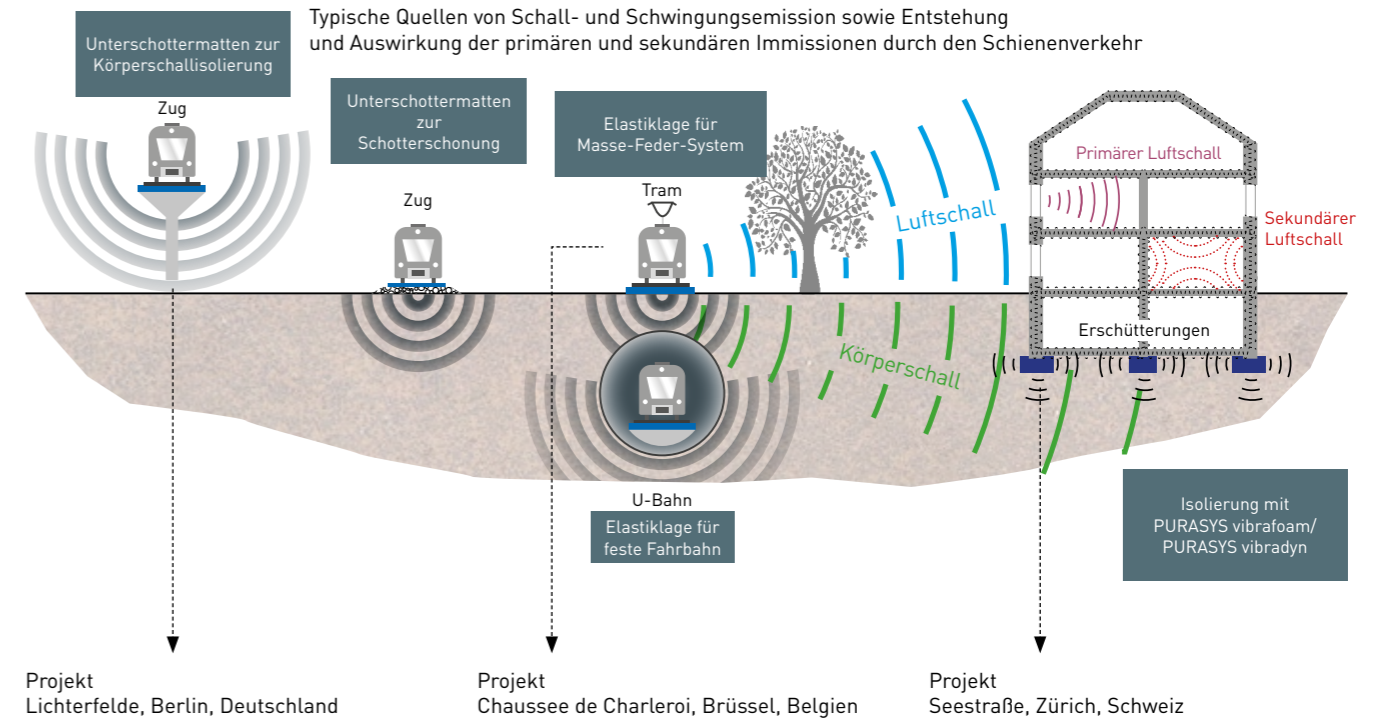 Typische Quellen von Schall- und Schwingungsemission sowie Entstehung
und Auswirkung der primären und sekundären Immissionen durch den Schienenverkehr
Unterschottermatten zur
Körperschallisolierung
Zug
Unterschottermatten
zur
Schotterschonung
Zug
Elastiklage für
Masse-Feder-System
Tram
Luftschall
Körperschall
Primärer Luftschall
Sekundärer
Luftschall
Erschütterungen
U-Bahn
Elastiklage für
feste Fahrbahn
Isolierung mit
PURASYS vibrafoam/
PURASYS vibradyn
Projekt
Lichterfelde, Berlin, Deutschland
Projekt
Chaussee de Charleroi, Brüssel, Belgien
Projekt
Seestraße, Zürich, Schweiz